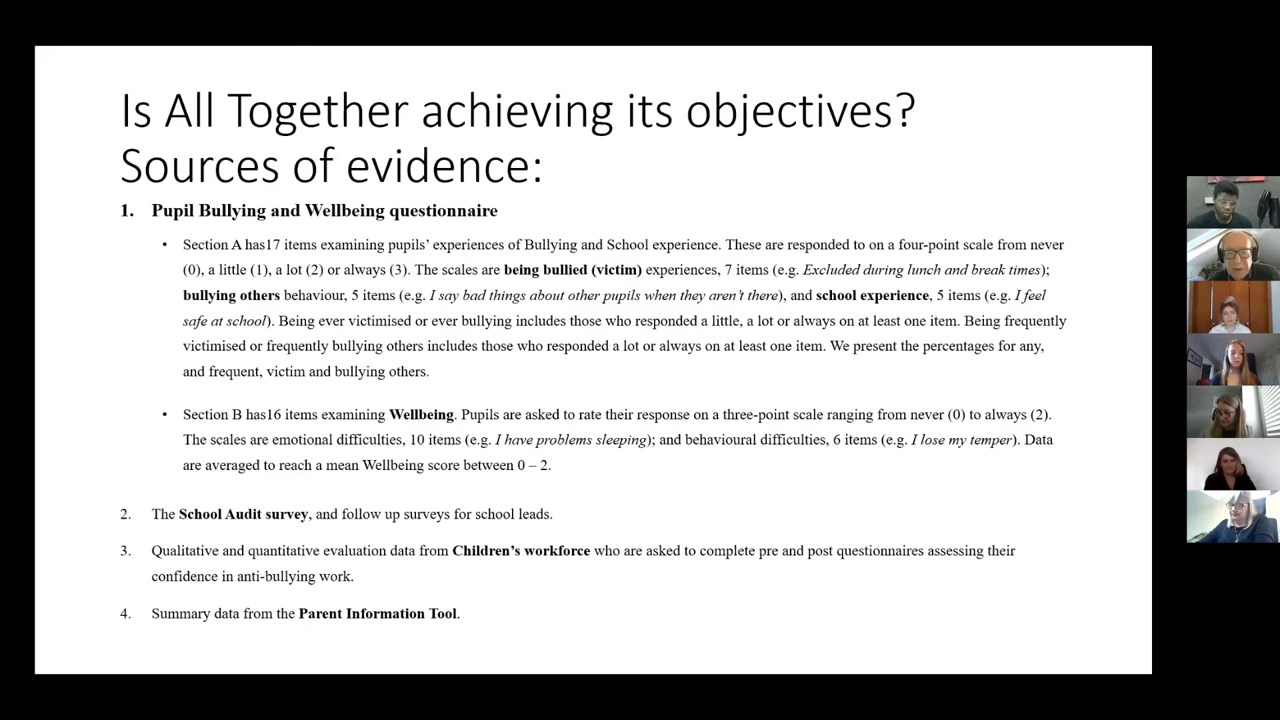 Is All Together achieving its objectives?
Sources of evidence:
1. Pupil Bullying and Wellbeing questionnaire
• Section A has17 items examining pupils’ experiences of Bullying and School experience. These are responded to on a four-point scale from never
(0), a little (1), a lot (2) or always (3). The scales are being bullied (victim) experiences, 7 items (e.g. Excluded during lunch and break times);
bullying others behaviour, 5 items (e.g. I say bad things about other pupils when they aren’t there), and school experience, 5 items (e.g. I feel
safe at school). Being ever victimised or ever bullying includes those who responded a little, a lot or always on at least one item. Being frequently
victimised or frequently bullying others includes those who responded a lot or always on at least one item. We present the percentages for any,
and frequent, victim and bullying others.
• Section B has16 items examining Wellbeing. Pupils are asked to rate their response on a three-point scale ranging from never (0) to always (2).
The scales are emotional difficulties, 10 items (e.g. I have problems sleeping); and behavioural difficulties, 6 items (e.g. I lose my temper). Data
are averaged to reach a mean Wellbeing score between 0 – 2.
2. The School Audit survey, and follow up surveys for school leads.
3. Qualitative and quantitative evaluation data from Children’s workforce who are asked to complete pre and post questionnaires assessing their
confidence in anti-bullying work.
4. Summary data from the Parent Information Tool.